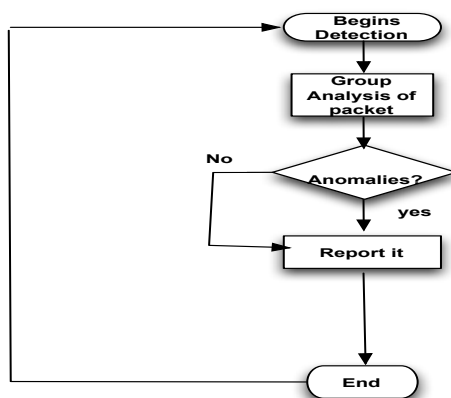 Begins
Detection
Group
Analysis of
packet
No
Anomalies?
yes
Report it
End